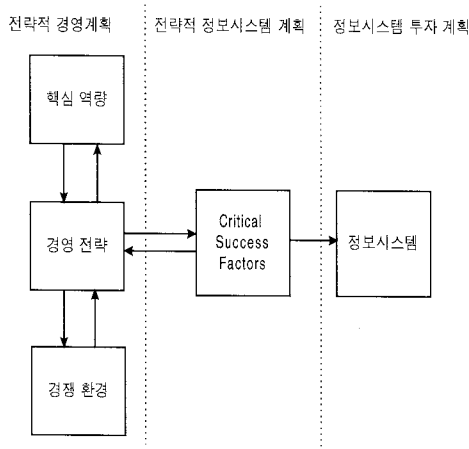 전략적 경영계획
전략적 정보시스템 계획
정보시스템 투자 계획
핵심 역량
경영 전략
Critical
Success
Factors
정보시스템
경쟁 환경